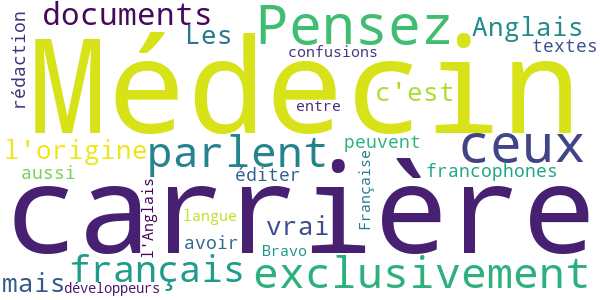 documents
Pensez
Les
Anglais
rédaction
confusions
textes
Médecin
c'est
entre
l'origine
parlent
peuvent
ceux
aussi
éditer
Française
francophones
carrière
l'Anglais
langue
vrai
avoir
Bravo
mais
français
exclusivement
développeurs